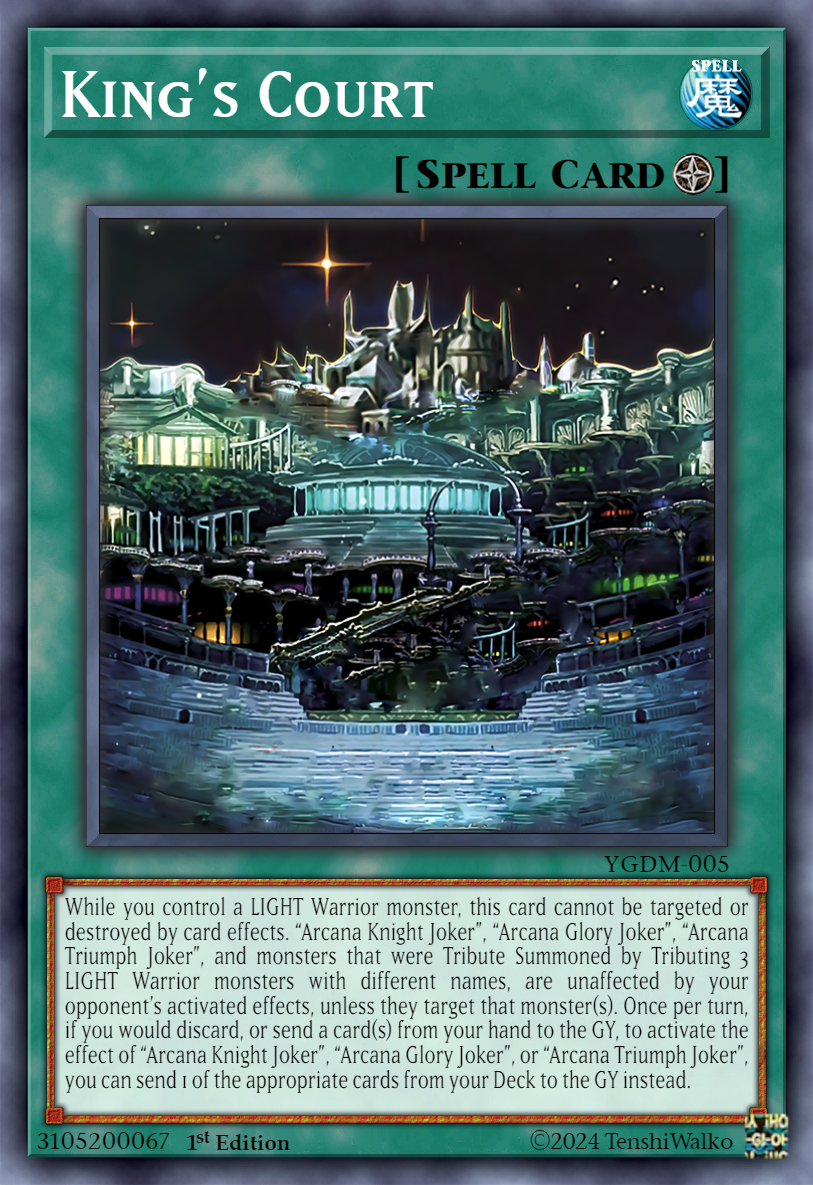 King's Court
SPELL
魔
[SPELL CARD]
YGDM-005
While you control a LIGHT Warrior monster, this card cannot be targeted or
destroyed by card effects. “Arcana Knight Joker”, “Arcana Glory Joker”, “Arcana
Triumph Joker”, and monsters that were Tribute Summoned by Tributing 3
LIGHT Warrior monsters with different names, are unaffected by your
opponent’s activated effects, unless they target that monster(s). Once per turn,
if you would discard, or send a card(s) from your hand to the GY, to activate the
effect of “Arcana Knight Joker”, “Arcana Glory Joker”, or “Arcana Triumph Joker”,
you can send 1 of the appropriate cards from your Deck to the GY instead.
3105200067 1st Edition ©2024 TenshiWalko